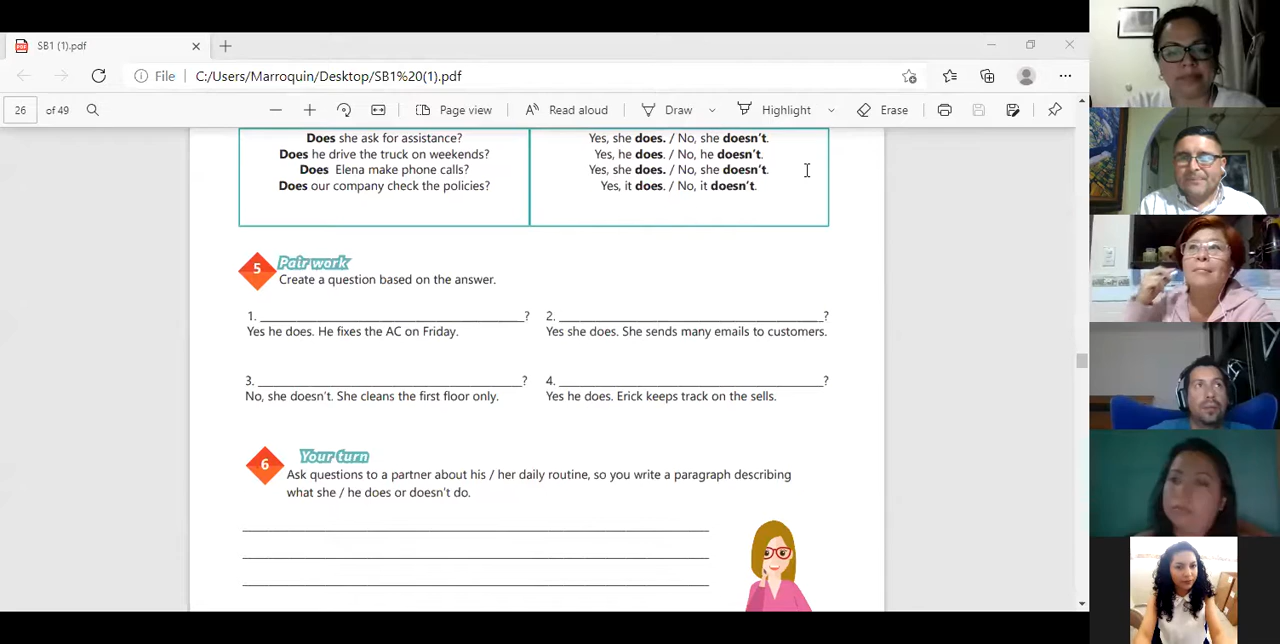 SB1 (1).pdf
File
C:/Users/Marroquin/Desktop/SB1%20(1).pdf
26 of 49
Page view
Read aloud
Draw
Highlight
Erase
Does she ask for assistance?
Does he drive the truck on weekends?
Does Elena make phone calls?
Does our company check the policies?
Yes, she does. / No, she doesn't.
Yes, he does. / No, he doesn't.
Yes, she does. / No, she doesn't.
Yes, it does. / No, it doesn't.
5 Pair work
Create a question based on the answer.
1. ________________________________________?
Yes he does. He fixes the AC on Friday.
2. ________________________________________?
Yes she does. She sends many emails to customers.
3. ________________________________________?
No, she doesn't. She cleans the first floor only.
4. ________________________________________?
Yes he does. Erick keeps track on the sells.
6 Your turn
Ask questions to a partner about his / her daily routine, so you write a paragraph describing
what she / he does or doesn't do.